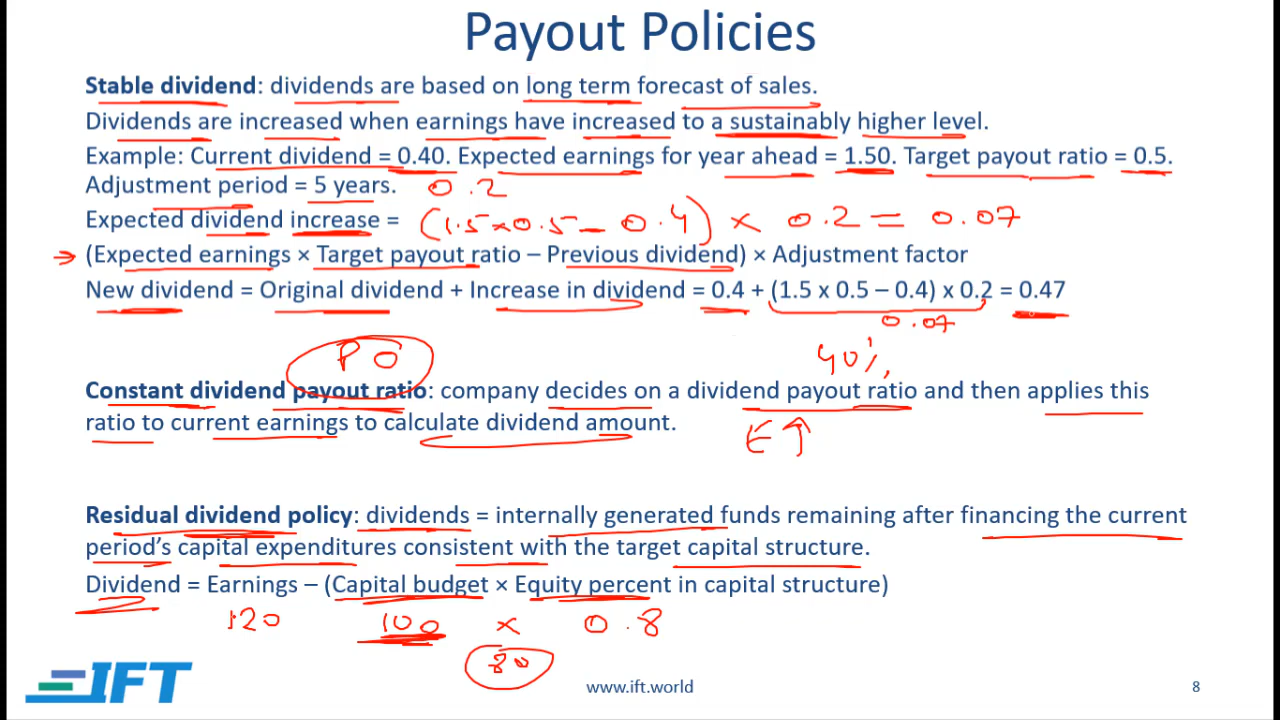 Payout Policies
Stable dividend: dividends are based on long term forecast of sales.
Dividends are increased when earnings have increased to a sustainably higher level.
Example: Current dividend = 0.40. Expected earnings for year ahead = 1.50. Target payout ratio = 0.5.
Adjustment period = 5 years. 0.2
Expected dividend increase = (1.5 x 0.5 - 0.4) x 0.2 = 0.07
(Expected earnings × Target payout ratio – Previous dividend) × Adjustment factor
New dividend = Original dividend + Increase in dividend = 0.4 + (1.5 x 0.5 – 0.4) x 0.2 = 0.47
0.07
PO 40%
Constant dividend payout ratio: company decides on a dividend payout ratio and then applies this
ratio to current earnings to calculate dividend amount.
E ↑
Residual dividend policy: dividends = internally generated funds remaining after financing the current
period's capital expenditures consistent with the target capital structure.
Dividend = Earnings – (Capital budget × Equity percent in capital structure)
120 100 x 0.8
80
IFT www.ift.world 8